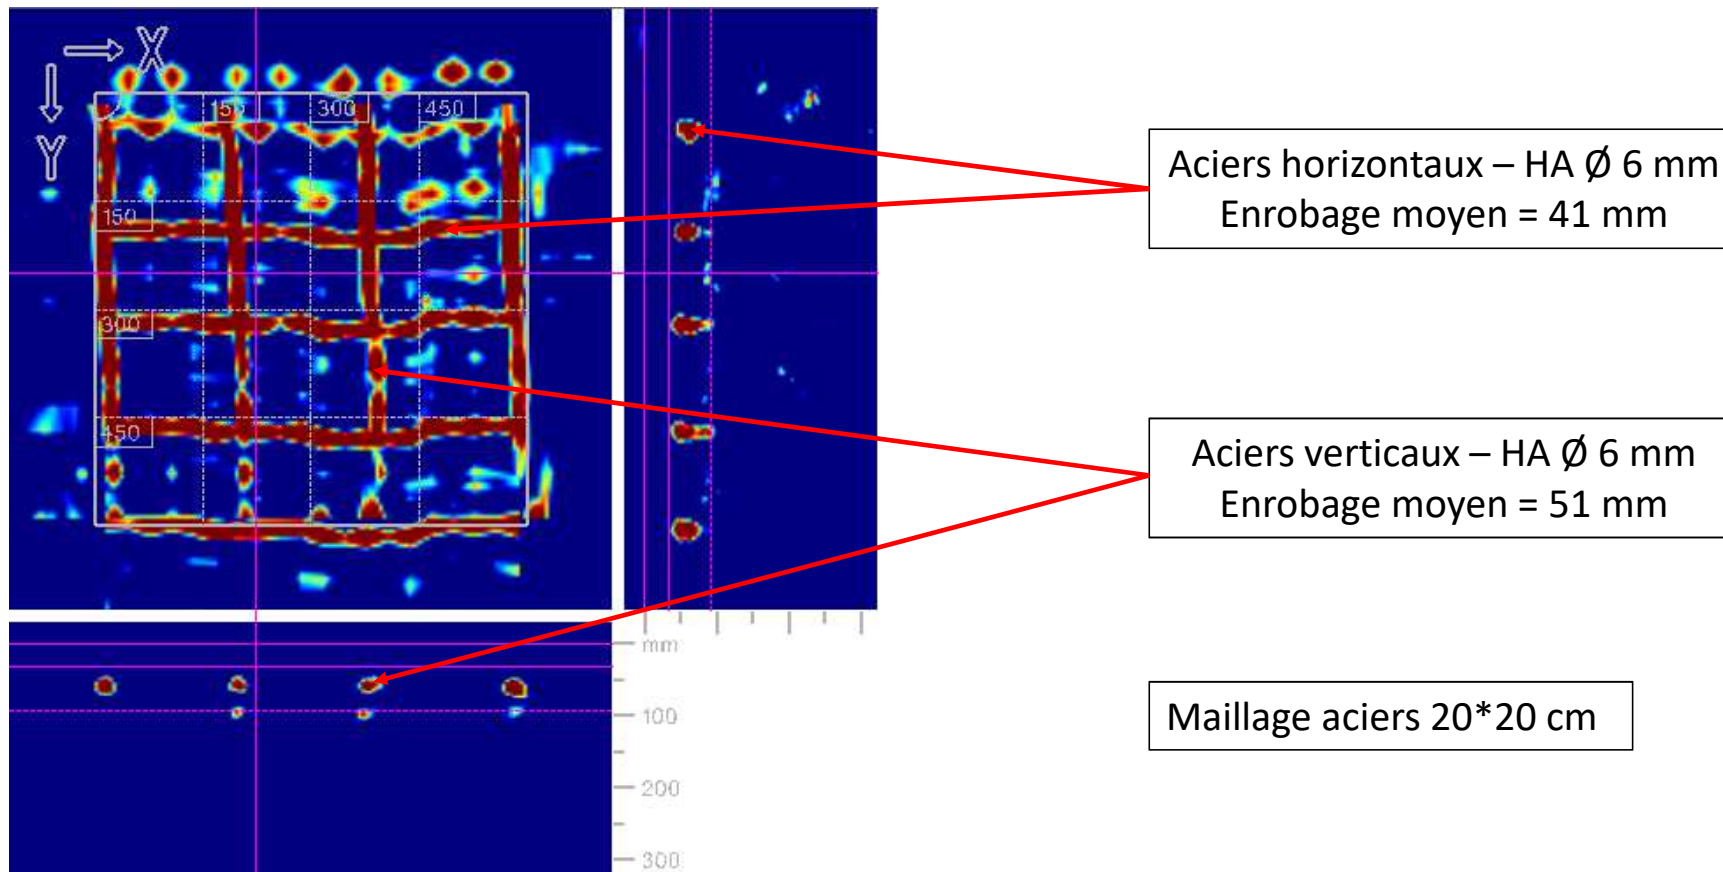 X
Y
150
300
450
150
300
450
mm
100
200
300
Aciers horizontaux – HA Ø 6 mm
Enrobage moyen = 41 mm
Aciers verticaux – HA Ø 6 mm
Enrobage moyen = 51 mm
Maillage aciers 20*20 cm